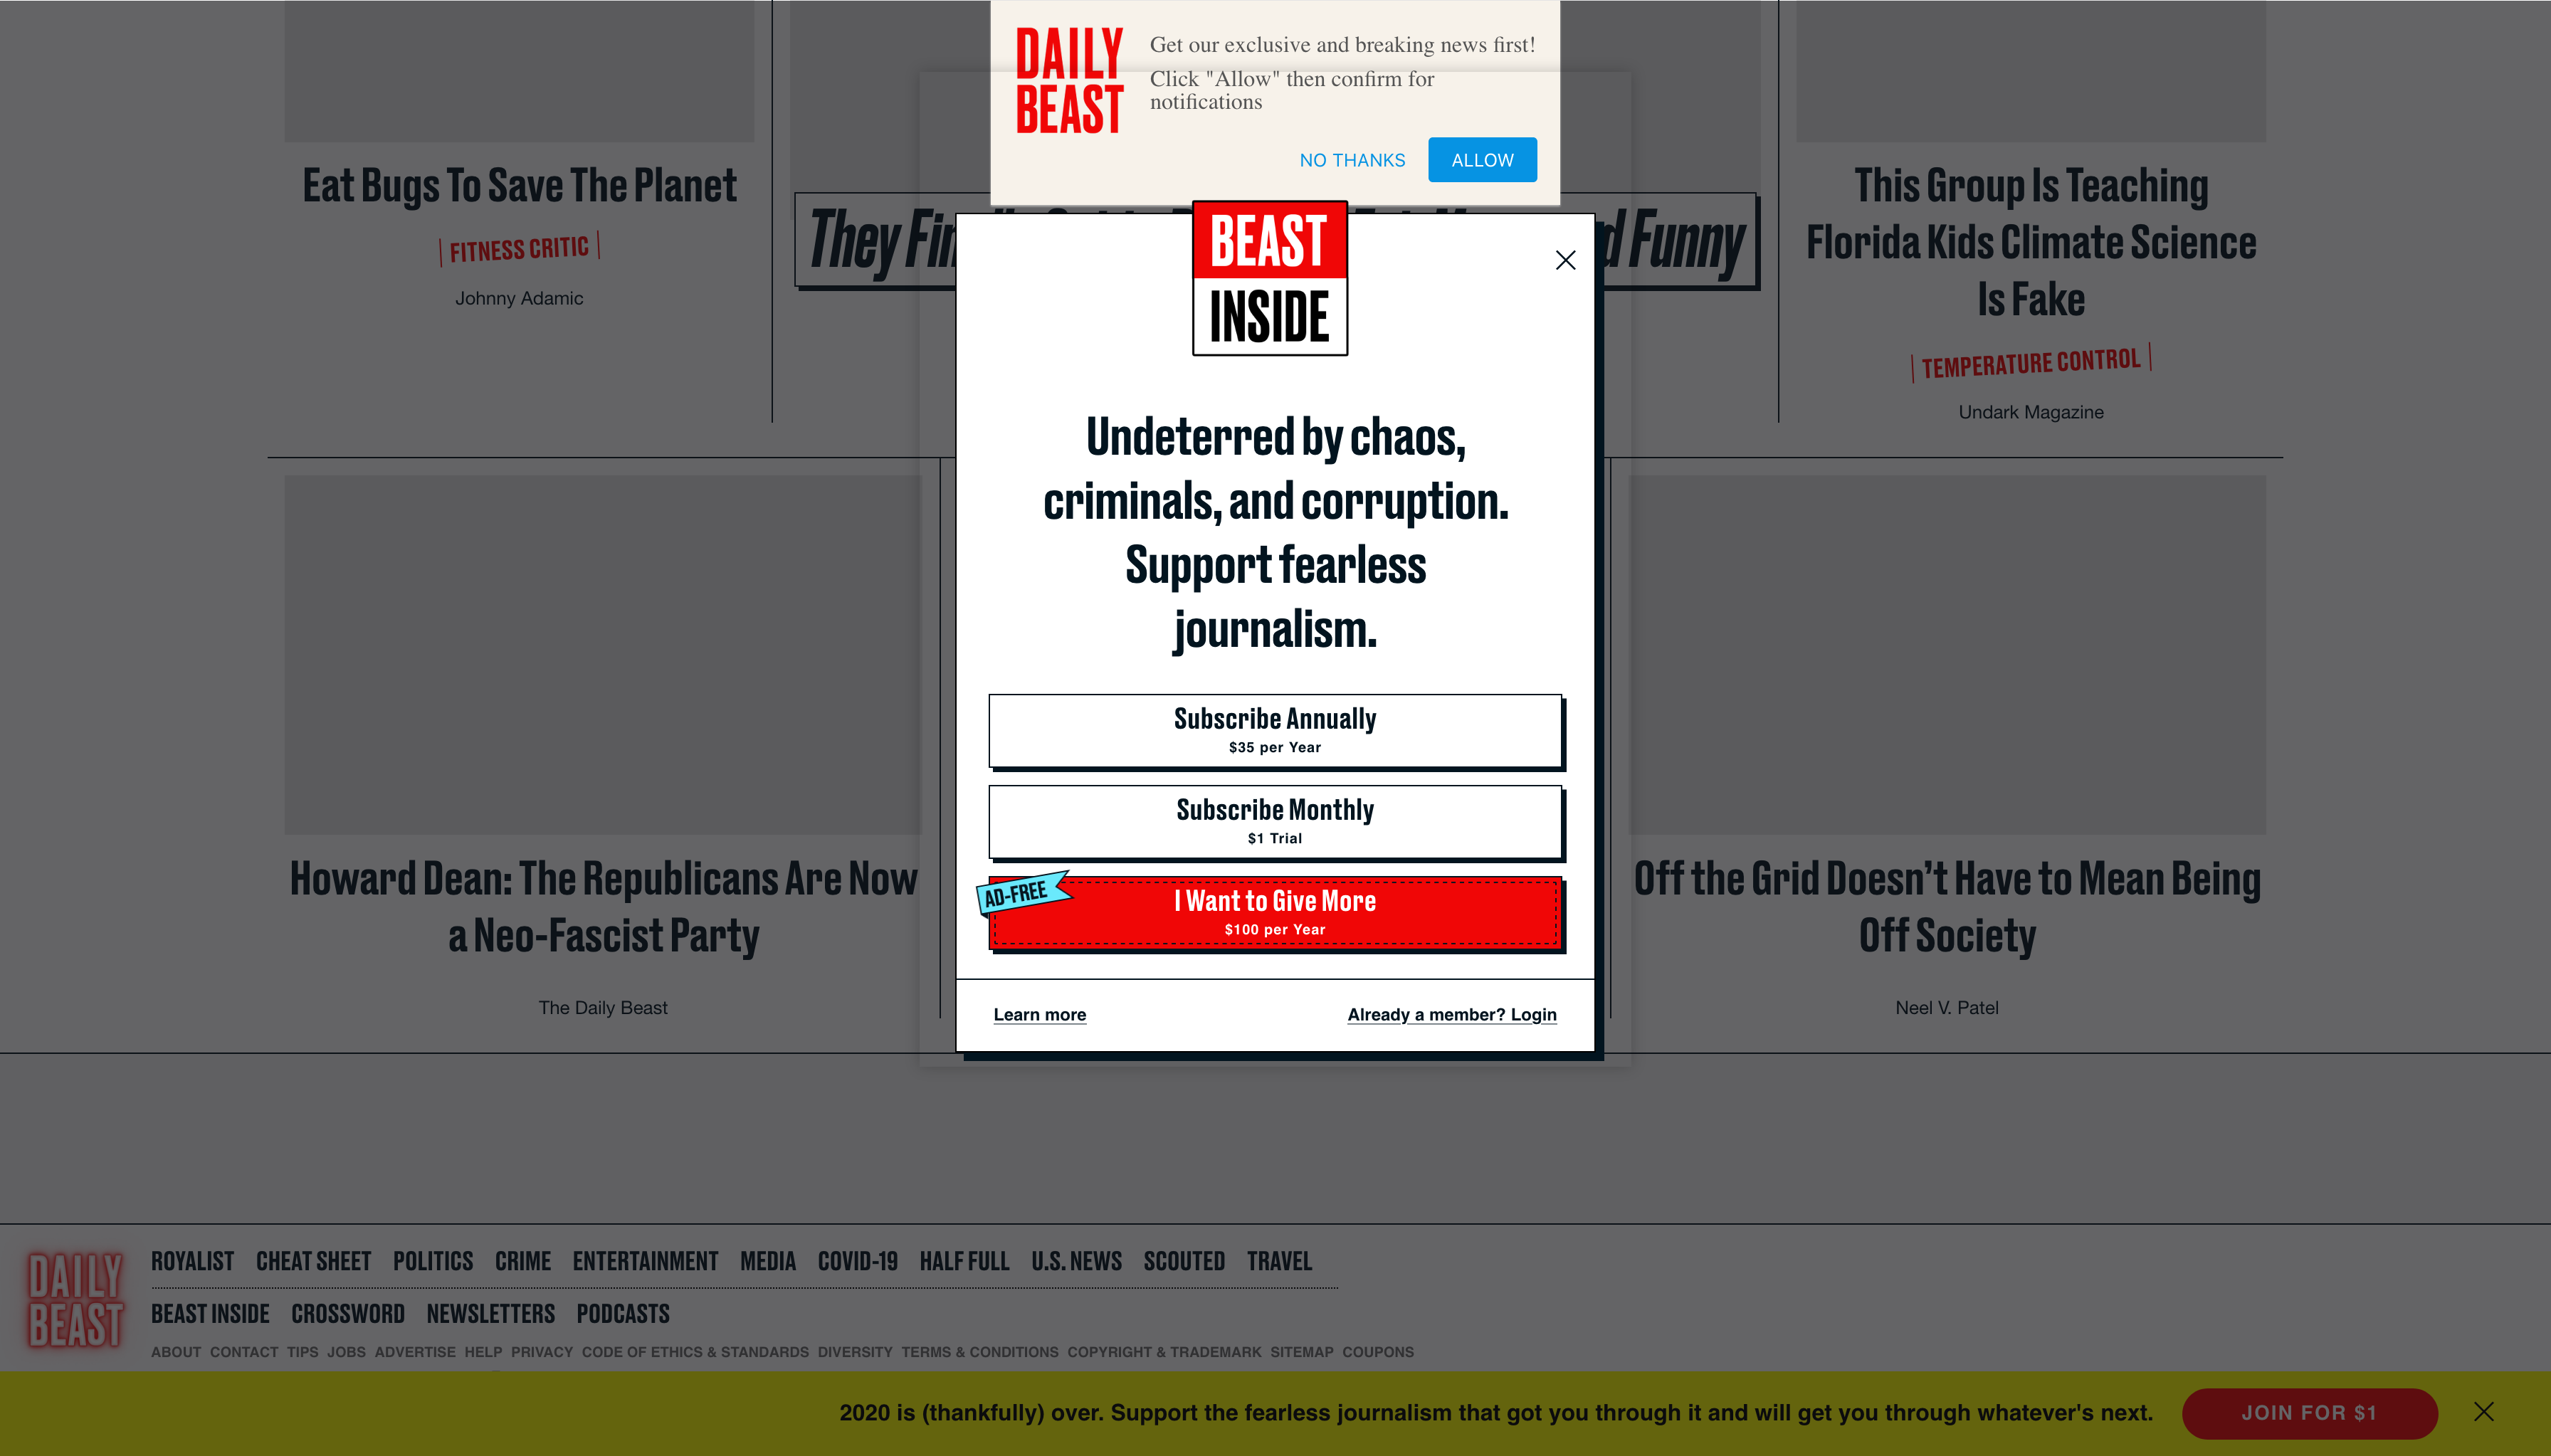 DAILY
BEAST
Get our exclusive and breaking news first!
Click "Allow" then confirm for
notifications
NO THANKS
ALLOW
Eat Bugs To Save The Planet
FITNESS CRITIC
Johnny Adamic
They
d Funny
This Group Is Teaching
Florida Kids Climate Science
Is Fake
TEMPERATURE CONTROL
Undark Magazine
BEAST
INSIDE
Undeterred by chaos,
criminals, and corruption.
Support fearless
journalism.
Subscribe Annually
$35 per Year
Subscribe Monthly
$1 Trial
AD-FREE
I Want to Give More
$100 per Year
Learn more
Already a member? Login
Howard Dean: The Republicans Are Now
a Neo-Fascist Party
The Daily Beast
Off the Grid Doesn’t Have to Mean Being
Off Society
Neel V. Patel
DAILY
BEAST
ROYALIST CHEAT SHEET POLITICS CRIME ENTERTAINMENT MEDIA COVID-19 HALF FULL U.S. NEWS SCOUTED TRAVEL
BEAST INSIDE CROSSWORD NEWSLETTERS PODCASTS
ABOUT CONTACT TIPS JOBS ADVERTISE HELP PRIVACY CODE OF ETHICS & STANDARDS DIVERSITY TERMS & CONDITIONS COPYRIGHT & TRADEMARK SITEMAP COUPONS
2020 is (thankfully) over. Support the fearless journalism that got you through it and will get you through whatever's next.
JOIN FOR $1